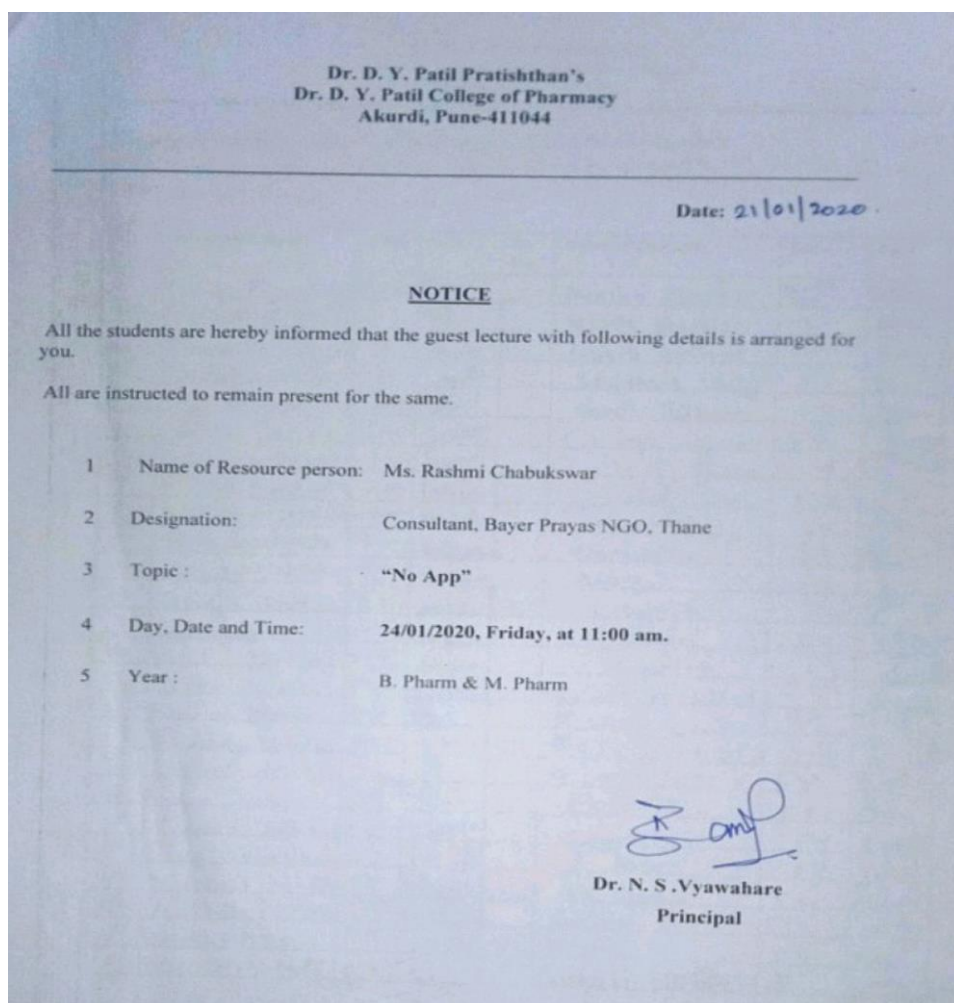 Dr. D. Y. Patil Pratishthan's
Dr. D. Y. Patil College of Pharmacy
Akurdi, Pune-411044
Date: 21/01/2020.
NOTICE
All the students are hereby informed that the guest lecture with following details is arranged for
you.
All are instructed to remain present for the same.
1 Name of Resource person: Ms. Rashmi Chabukswar
2 Designation: Consultant, Bayer Prayas NGO, Thane
3 Topic : "No App"
4 Day, Date and Time: 24/01/2020, Friday, at 11:00 am.
5 Year : B. Pharm & M. Pharm
Dr. N. S .Vyawahare
Principal